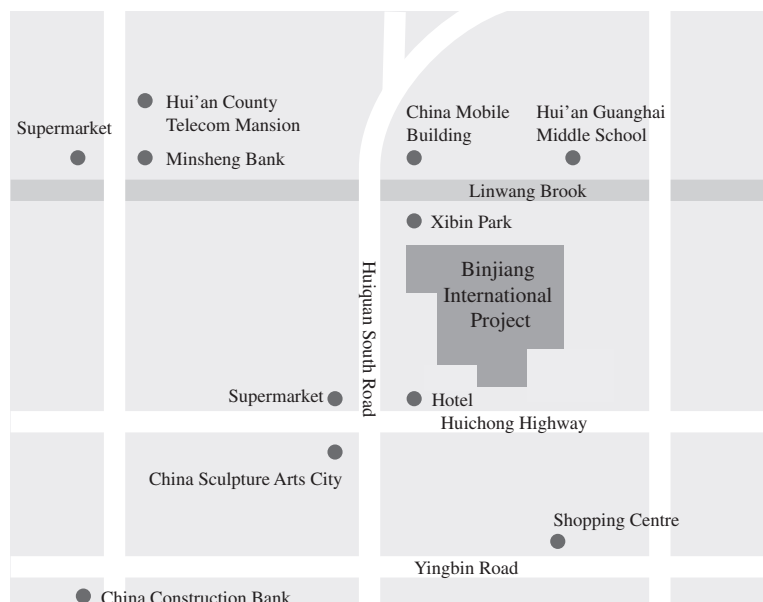 Hui’an County
Telecom Mansion
Supermarket
Minsheng Bank
China Mobile
Building
Hui’an Guanghai
Middle School
Linwang Brook
Xibin Park
Binjiang
International
Project
Huiquan South Road
Supermarket
Hotel
Huichong Highway
China Sculpture Arts City
Shopping Centre
Yingbin Road
China Construction Bank